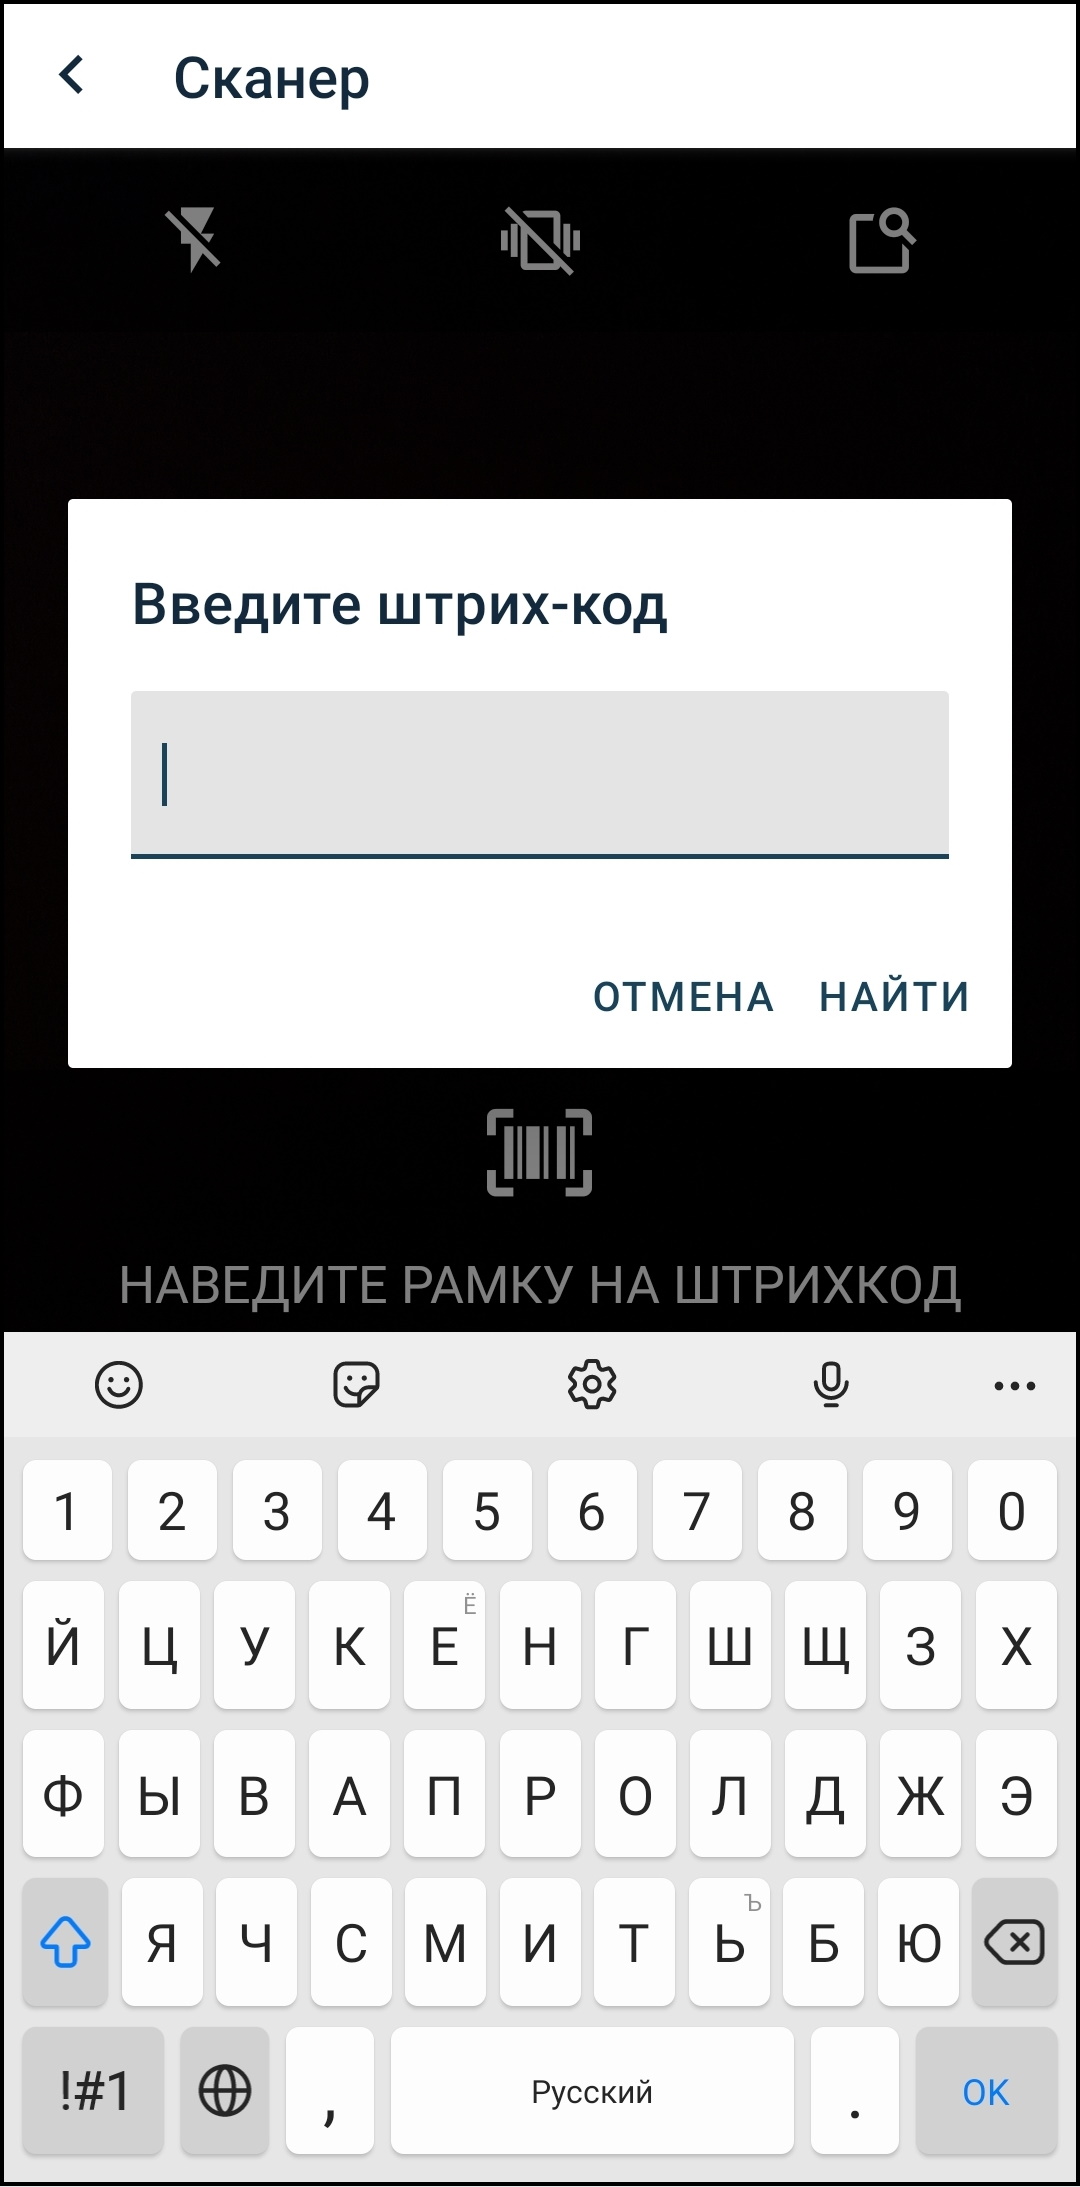 Сканер
Введите штрих-код
ОТМЕНА НАЙТИ
НАВЕДИТЕ РАМКУ НА ШТРИХКОД
1 2 3 4 5 6 7 8 9 0
Й Ц У К Е Ё Н Г Ш Щ З Х
Ф Ы В А П Р О Л Д Ж Э
Я Ч С М И Т Ь Ъ Б Ю
!#1 , Русский . OK